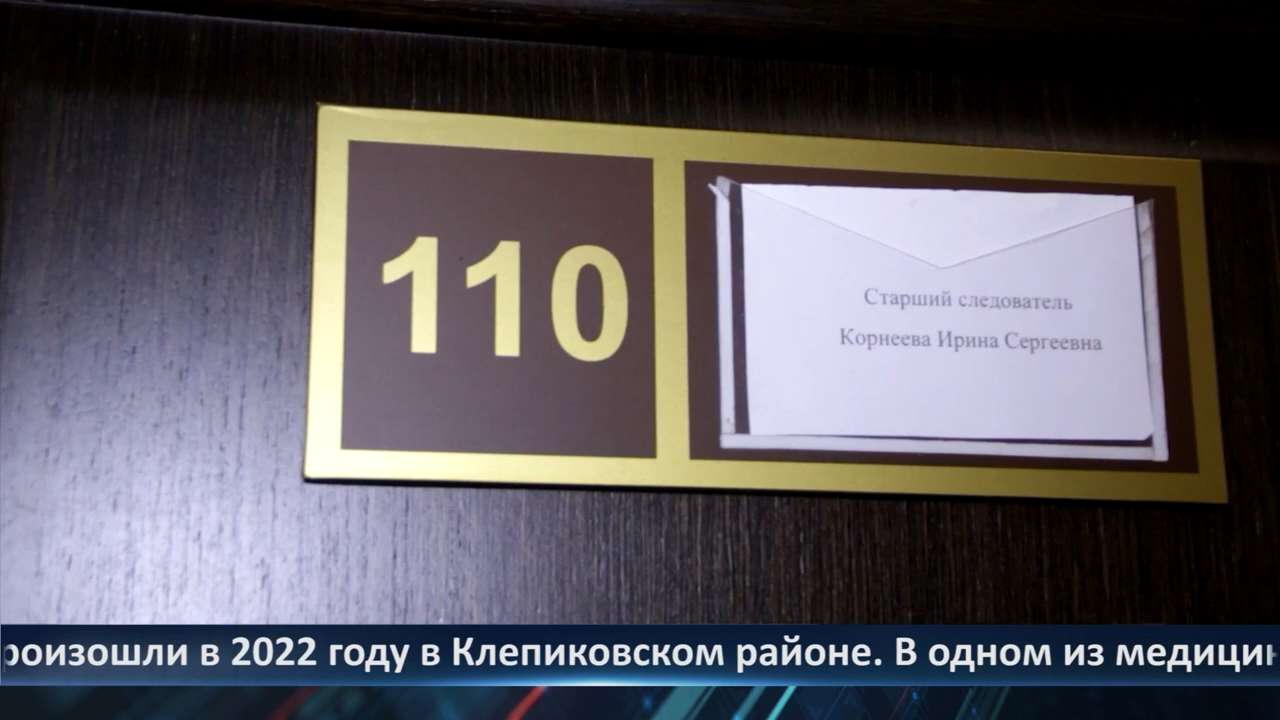 110
Старший следователь
Корнеева Ирина Сергеевна
роизошли в 2022 году в Клепиковском районе. В одном из медицин